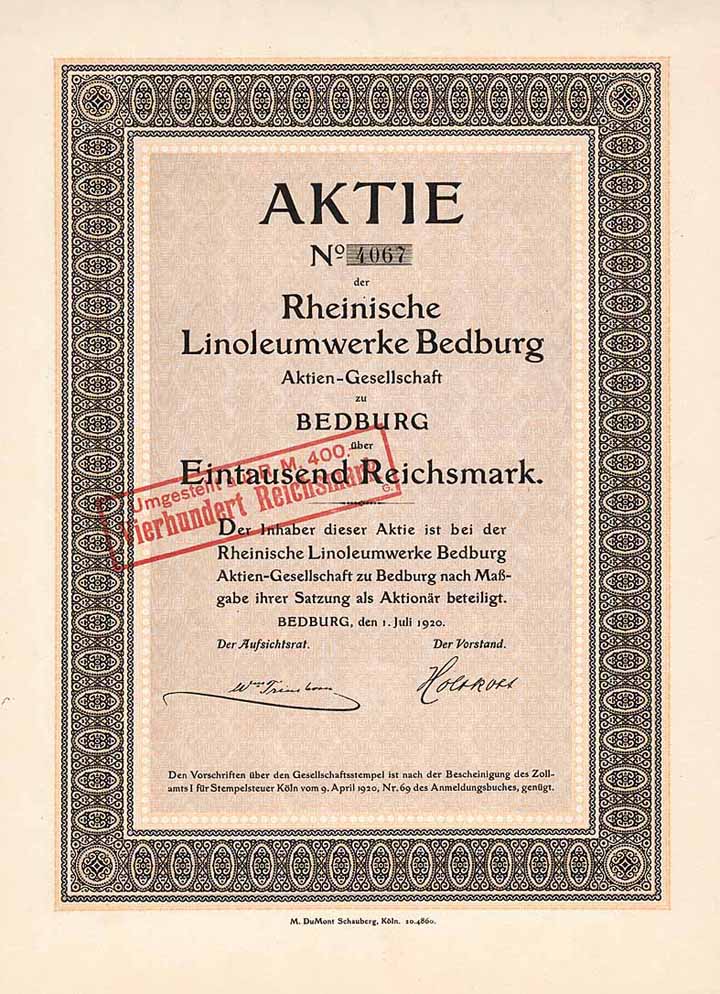 AKTIE
Nº 4067
der
Rheinische
Linoleumwerke Bedburg
Aktien-Gesellschaft
zu
BEDBURG
über
Eintausend Reichsmark.
Umgestellt R. M. 400.-
Vierhundert Reichsmark
G.
Der Inhaber dieser Aktie ist bei der
Rheinische Linoleumwerke Bedburg
Aktien-Gesellschaft zu Bedburg nach Maß-
gabe ihrer Satzung als Aktionär beteiligt.
BEDBURG, den 1. Juli 1920.
Der Aufsichtsrat. Der Vorstand.
Holtkott
Den Vorschriften über den Gesellschaftsstempel ist nach der Bescheinigung des Zoll-
amts I für Stempelsteuer Köln vom 9. April 1920, Nr. 69 des Anmeldungsbuches, genügt.
M. DuMont Schauberg, Köln. 20.4860.